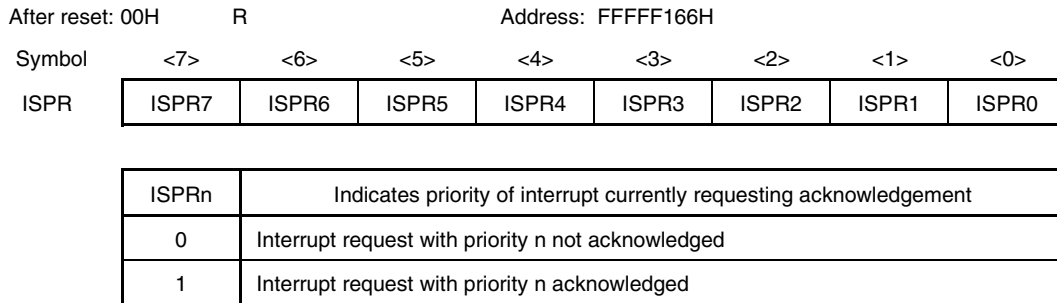 After reset: 00H R Address: FFFFF166H
Symbol <7> <6> <5> <4> <3> <2> <1> <0>
ISPR ISPR7 ISPR6 ISPR5 ISPR4 ISPR3 ISPR2 ISPR1 ISPR0
ISPRn Indicates priority of interrupt currently requesting acknowledgement
0 Interrupt request with priority n not acknowledged
1 Interrupt request with priority n acknowledged